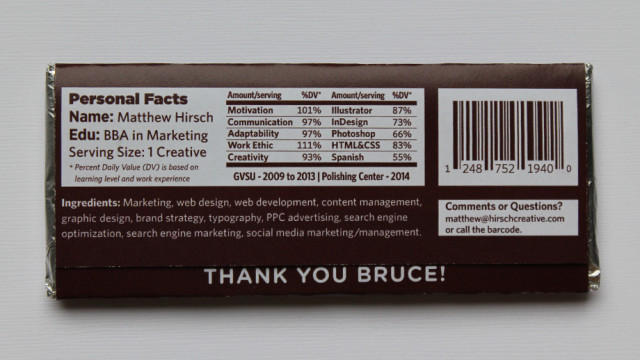 Personal Facts
Name: Matthew Hirsch
Edu: BBA in Marketing
Serving Size: 1 Creative
* Percent Daily Value (DV) is based on
learning level and work experience
Amount/serving %DV* Amount/serving %DV*
Motivation 101% Illustrator 87%
Communication 97% InDesign 73%
Adaptability 97% Photoshop 66%
Work Ethic 111% HTML&CSS 83%
Creativity 93% Spanish 55%
GVSU - 2009 to 2013 | Polishing Center - 2014
Ingredients: Marketing, web design, web development, content management,
graphic design, brand strategy, typography, PPC advertising, search engine
optimization, search engine marketing, social media marketing/management.
1 248 752 1940 0
Comments or Questions?
matthew@hirschcreative.com
or call the barcode.
THANK YOU BRUCE!